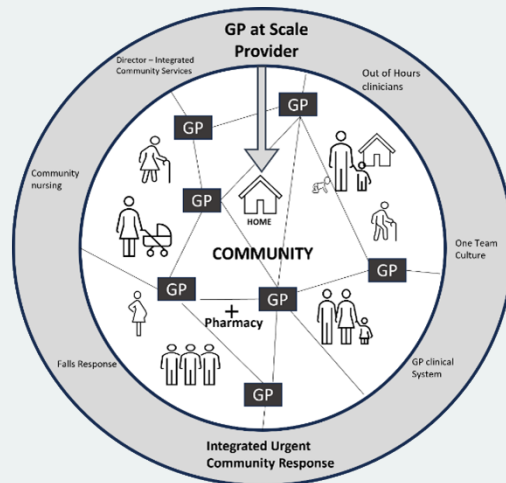 GP at Scale
Provider
Director – Integrated
Community Services
Out of Hours
clinicians
GP
GP
Community
nursing
GP
HOME
COMMUNITY
One Team
Culture
GP
GP
GP
+
Pharmacy
Falls Response
GP clinical
System
GP
Integrated Urgent
Community Response